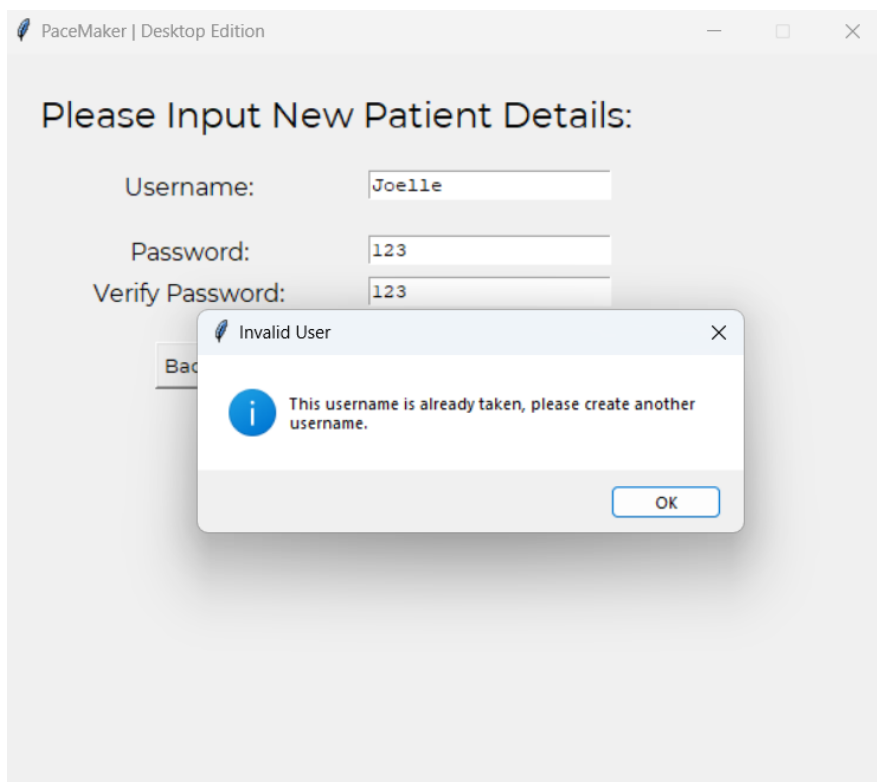 PaceMaker | Desktop Edition
Please Input New Patient Details:
Username: Joelle
Password: 123
Verify Password: 123
Invalid User
This username is already taken, please create another
username.
OK